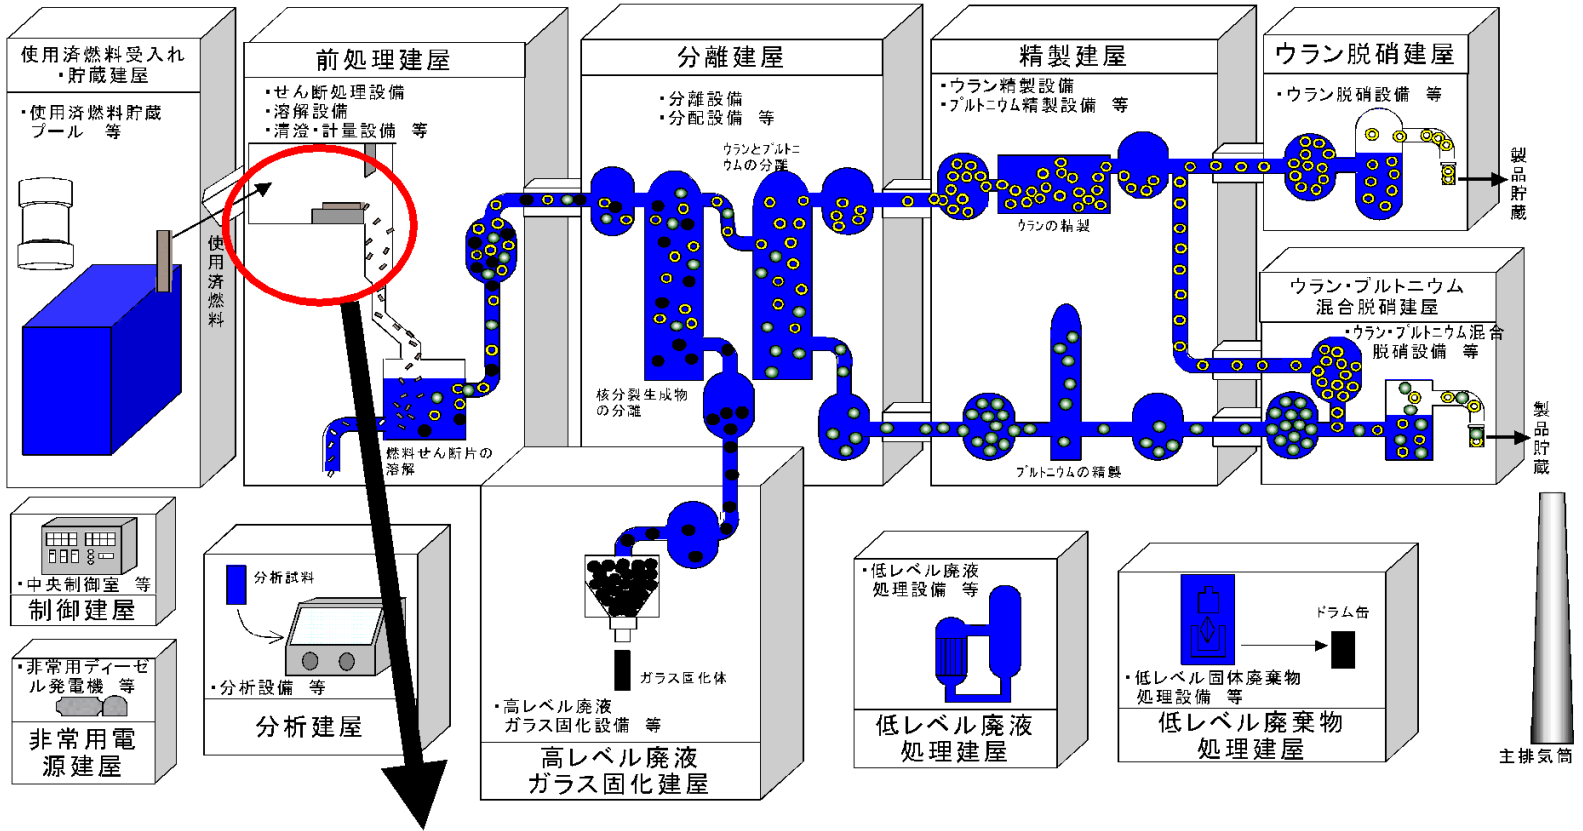 使用済燃料受入れ
・貯蔵建屋
・使用済燃料貯蔵
プール 等
使用済燃料
前処理建屋
・せん断処理設備
・溶解設備
・清澄・計量設備 等
燃料せん断片の
溶解
分離建屋
・分離設備
・分配設備 等
ウランとプルトニ
ウムの分離
核分裂生成物
の分離
精製建屋
・ウラン精製設備
・プルトニウム精製設備 等
ウランの精製
プルトニウムの精製
ウラン脱硝建屋
・ウラン脱硝設備 等
製品貯蔵
ウラン・プルトニウム
混合脱硝建屋
・ウラン・プルトニウム混合
脱硝設備 等
製品貯蔵
・中央制御室 等
制御建屋
・非常用ディーゼ
ル発電機 等
非常用電
源建屋
分析試料
・分析設備 等
分析建屋
ガラス固化体
・高レベル廃液
ガラス固化設備 等
高レベル廃液
ガラス固化建屋
・低レベル廃液
処理設備 等
低レベル廃液
処理建屋
ドラム缶
・低レベル固体廃棄物
処理設備 等
低レベル廃棄物
処理建屋
主排気筒